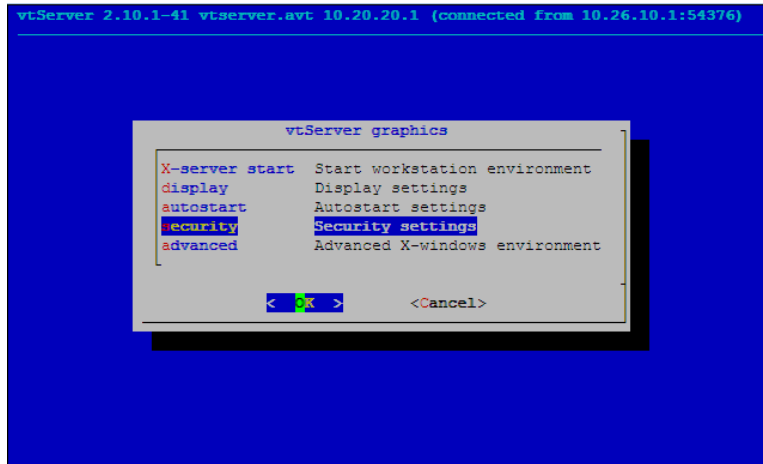 vtServer 2.10.1-41 vtserver.avt 10.20.20.1 (connected from 10.26.10.1:54376)
vtServer graphics
X-server start Start workstation environment
display Display settings
autostart Autostart settings
security Security settings
advanced Advanced X-windows environment
< OK > <Cancel>